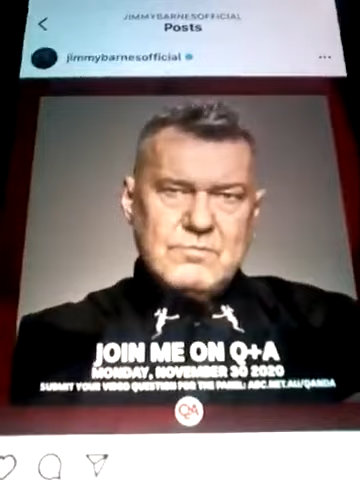 JIMMYBARNESOFFICIAL
Posts
jimmybarnesofficial
JOIN ME ON Q+A
MONDAY, NOVEMBER 30 2020
SUBMIT YOUR VIDEO QUESTION FOR THE PANEL: ABC.NET.AU/QANDA
Q+A